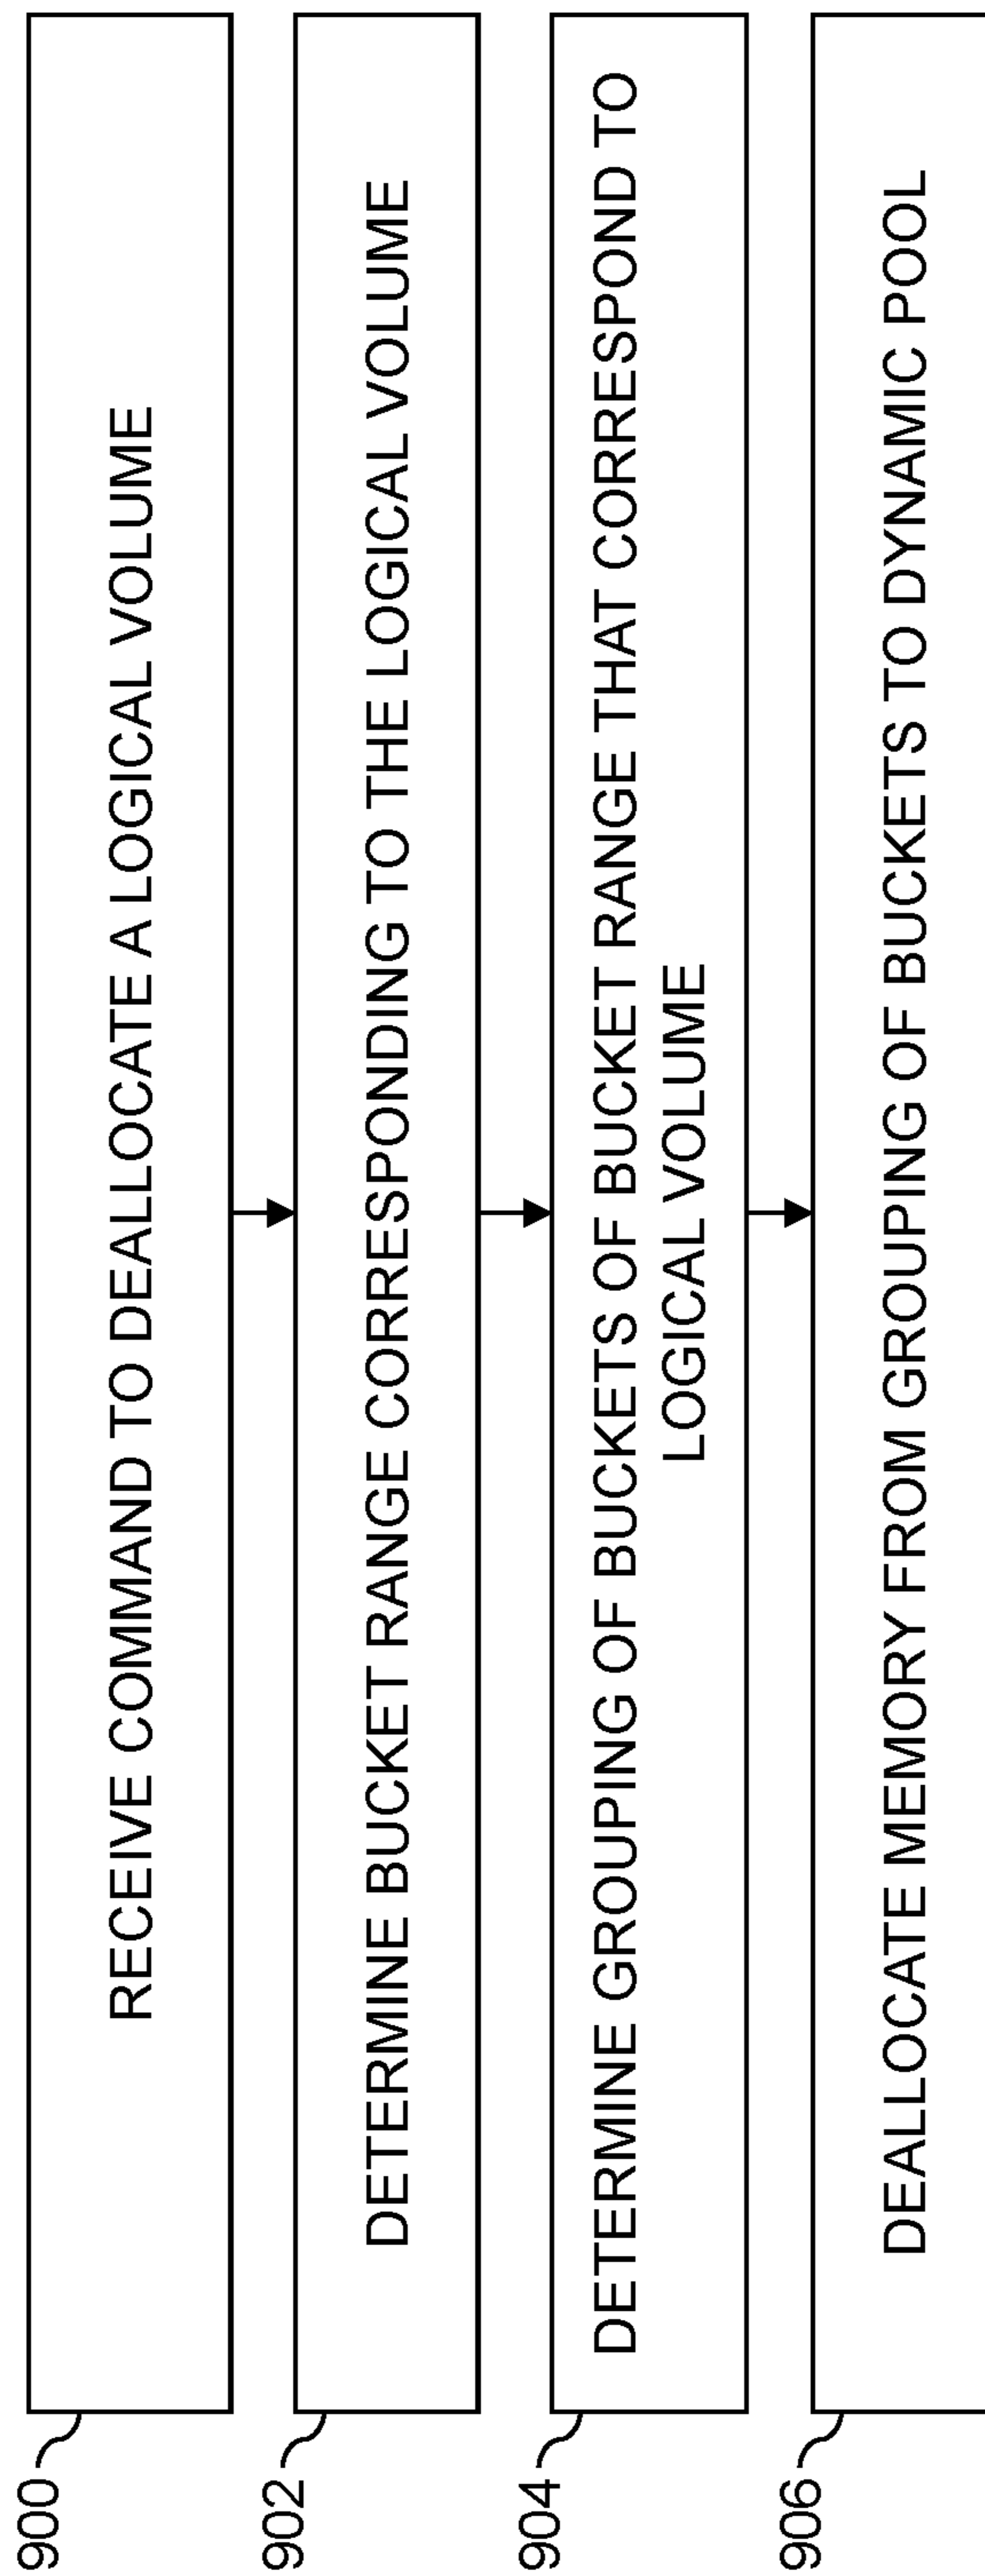 900
RECEIVE COMMAND TO DEALLOCATE A LOGICAL VOLUME
902
DETERMINE BUCKET RANGE CORRESPONDING TO THE LOGICAL VOLUME
904
DETERMINE GROUPING OF BUCKETS OF BUCKET RANGE THAT CORRESPOND TO
LOGICAL VOLUME
906
DEALLOCATE MEMORY FROM GROUPING OF BUCKETS TO DYNAMIC POOL